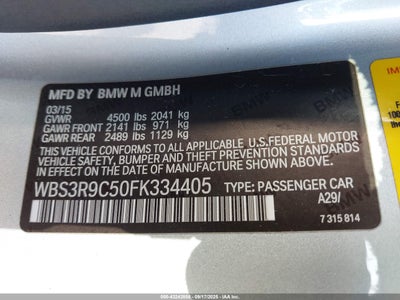 MFD BY BMW M GMBH
03/15
GVWR 4500 lbs 2041 kg
GAWR FRONT 2141 lbs 971 kg
GAWR REAR 2489 lbs 1129 kg
THIS VEHICLE CONFORMS TO ALL APPLICABLE U.S.FEDERAL MOTOR
VEHICLE SAFETY, BUMPER AND THEFT PREVENTION STANDARDS
IN EFFECT ON THE DATE OF MANUFACTURE SHOWN ABOVE.
WBS3R9C50FK334405 TYPE: PASSENGER CAR
A29/
7 315 814